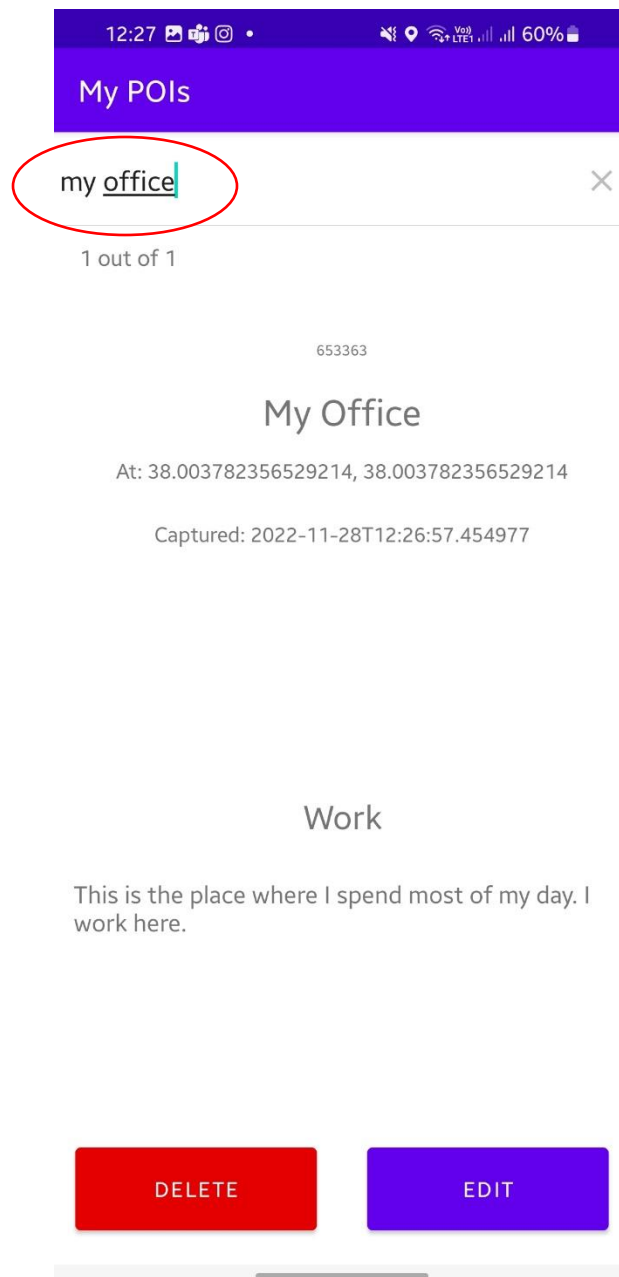 12:27 60%
My POIs
my office
1 out of 1
653363
My Office
At: 38.003782356529214, 38.003782356529214
Captured: 2022-11-28T12:26:57.454977
Work
This is the place where I spend most of my day. I
work here.
DELETE EDIT